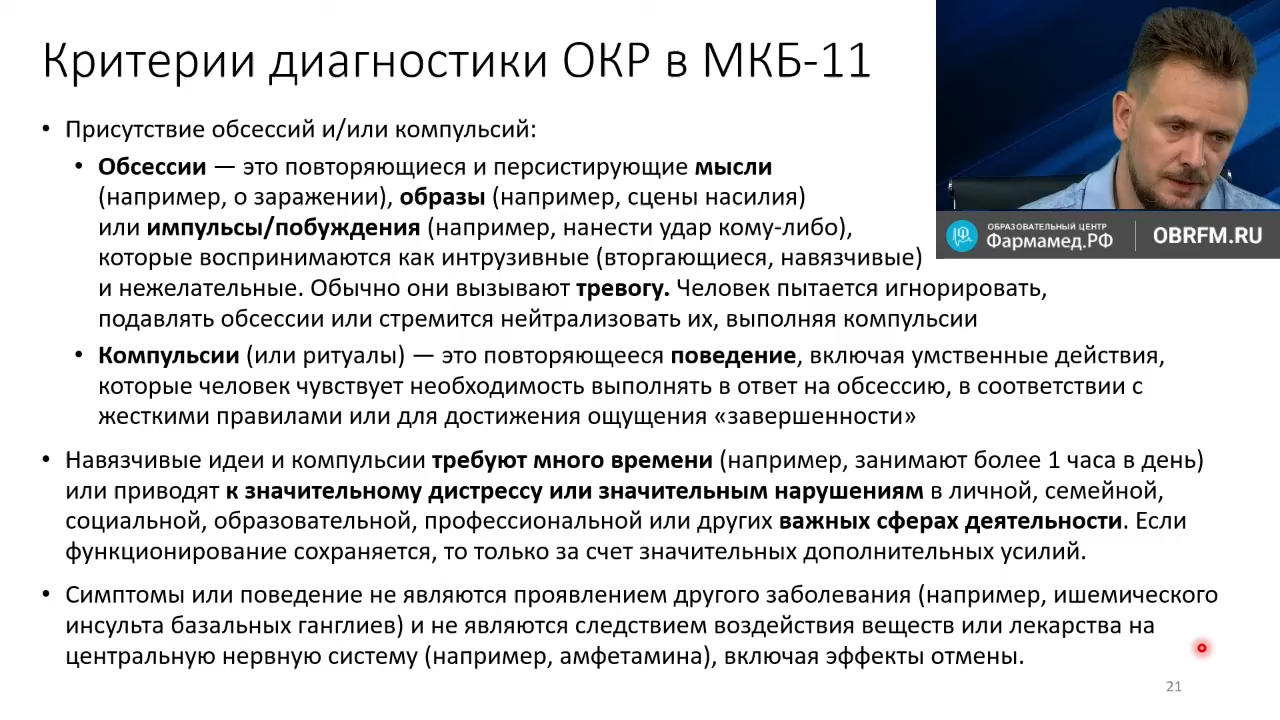 Критерии диагностики ОКР в МКБ-11
• Присутствие обсессий и/или компульсий:
• Обсессии — это повторяющиеся и персистирующие мысли
(например, о заражении), образы (например, сцены насилия)
или импульсы/побуждения (например, нанести удар кому-либо),
которые воспринимаются как интрузивные (вторгающиеся, навязчивые)
и нежелательные. Обычно они вызывают тревогу. Человек пытается игнорировать,
подавлять обсессии или стремится нейтрализовать их, выполняя компульсии
• Компульсии (или ритуалы) — это повторяющееся поведение, включая умственные действия,
которые человек чувствует необходимость выполнять в ответ на обсессию, в соответствии с
жесткими правилами или для достижения ощущения «завершенности»
• Навязчивые идеи и компульсии требуют много времени (например, занимают более 1 часа в день)
или приводят к значительному дистрессу или значительным нарушениям в личной, семейной,
социальной, образовательной, профессиональной или других важных сферах деятельности. Если
функционирование сохраняется, то только за счет значительных дополнительных усилий.
• Симптомы или поведение не являются проявлением другого заболевания (например, ишемического
инсульта базальных ганглиев) и не являются следствием воздействия веществ или лекарства на
центральную нервную систему (например, амфетамина), включая эффекты отмены.
ОБРАЗОВАТЕЛЬНЫЙ ЦЕНТР
Фармамед.РФ
OBRFM.RU
21